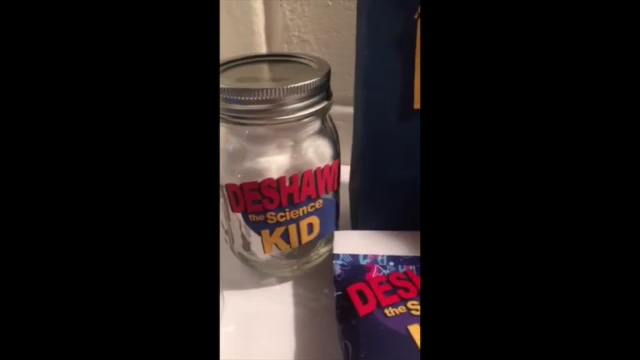 DESHAWN
the Science
KID
DESH
the Sc